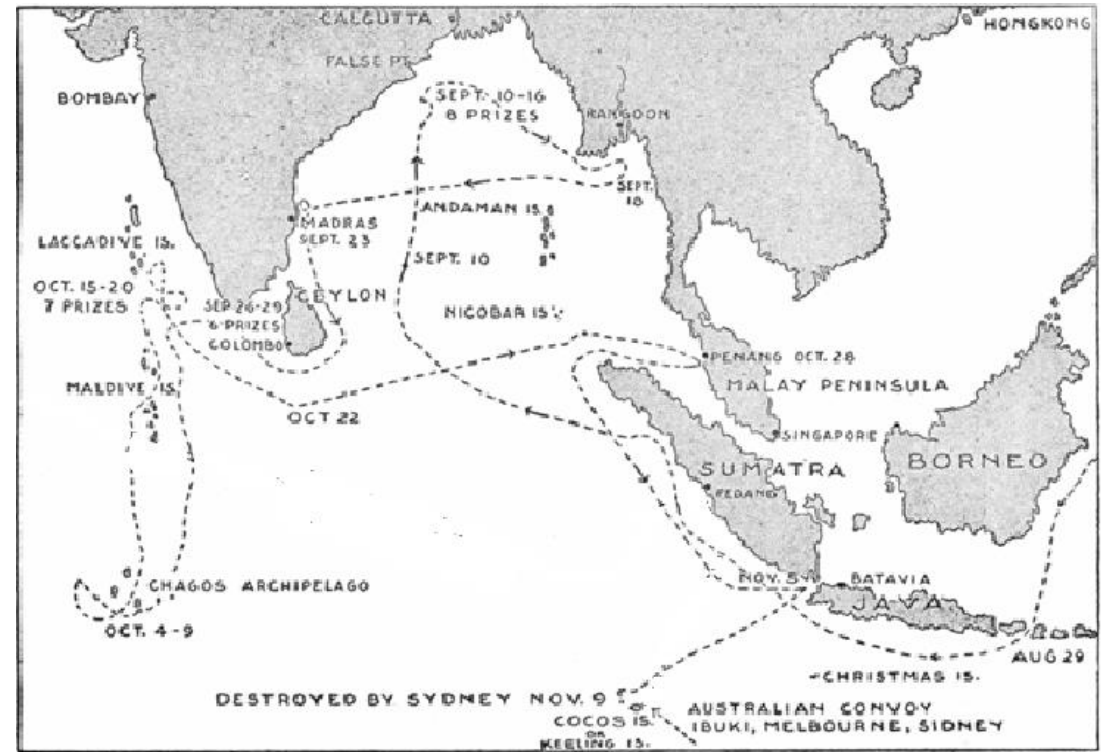 CALCUTTA
HONGKONG
FALSE PT.
BOMBAY
SEPT. 10-16
8 PRIZES
RANGOON
SEPT.
18
ANDAMAN IS.
MADRAS
SEPT. 23
LACCADIVE IS.
SEPT. 10
OCT. 15-20
7 PRIZES
SEP. 26-29
6 PRIZES
COLOMBO
CEYLON
NICOBAR IS.
PENANG OCT. 28
MALDIVE IS.
MALAY PENINSULA
OCT 22
SINGAPORE
BORNEO
SUMATRA
PEDANG
CHAGOS ARCHIPELAGO
NOV. 5
BATAVIA
JAVA
OCT. 4-9
AUG 29
CHRISTMAS IS.
DESTROYED BY SYDNEY NOV. 9
COCOS IS.
OR
KEELING IS.
AUSTRALIAN CONVOY
IBUKI, MELBOURNE, SIDNEY